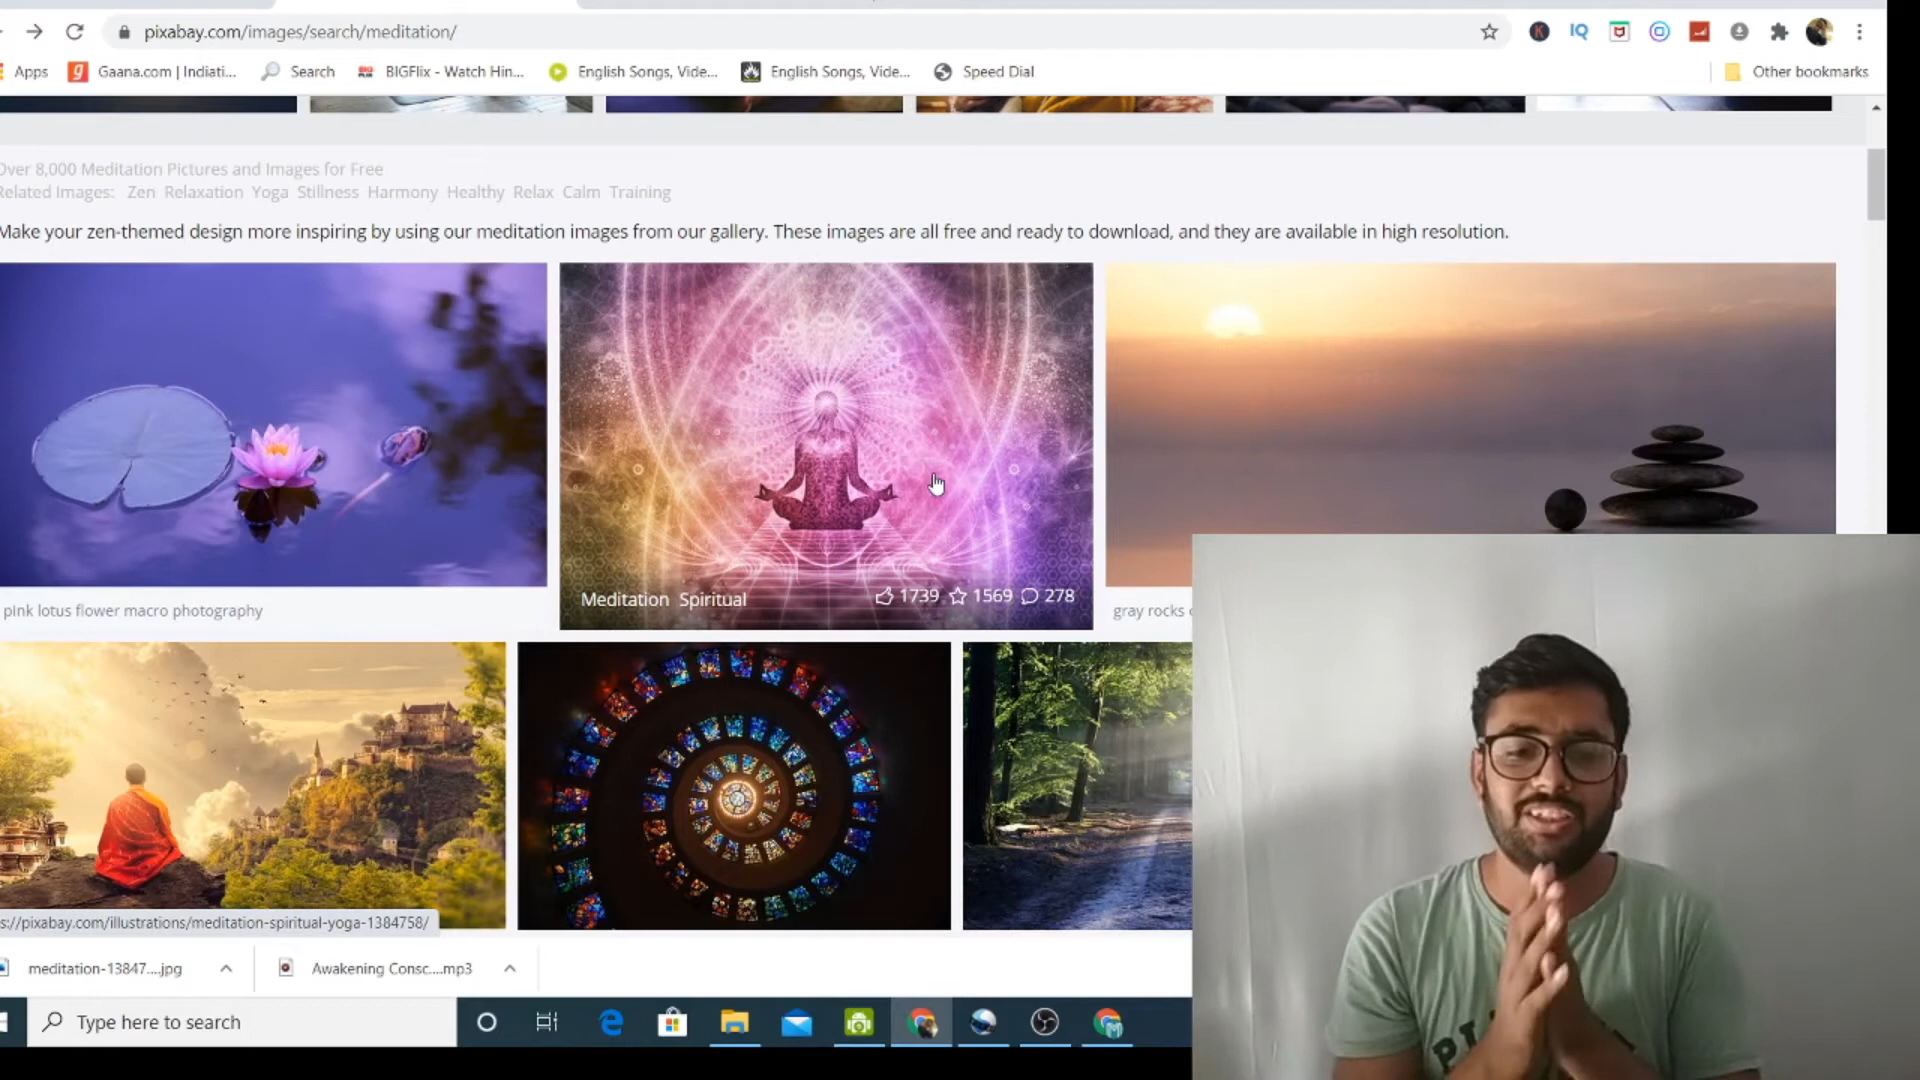 pixabay.com/images/search/meditation/
Apps
Gaana.com | Indiati...
Search
BIGFlix - Watch Hin...
English Songs, Vide...
English Songs, Vide...
Speed Dial
Other bookmarks
Over 8,000 Meditation Pictures and Images for Free
Related Images: Zen Relaxation Yoga Stillness Harmony Healthy Relax Calm Training
Make your zen-themed design more inspiring by using our meditation images from our gallery. These images are all free and ready to download, and they are available in high resolution.
Meditation Spiritual
1739 1569 278
pink lotus flower macro photography
gray rocks
s://pixabay.com/illustrations/meditation-spiritual-yoga-1384758/
meditation-13847....jpg
Awakening Consc....mp3
Type here to search